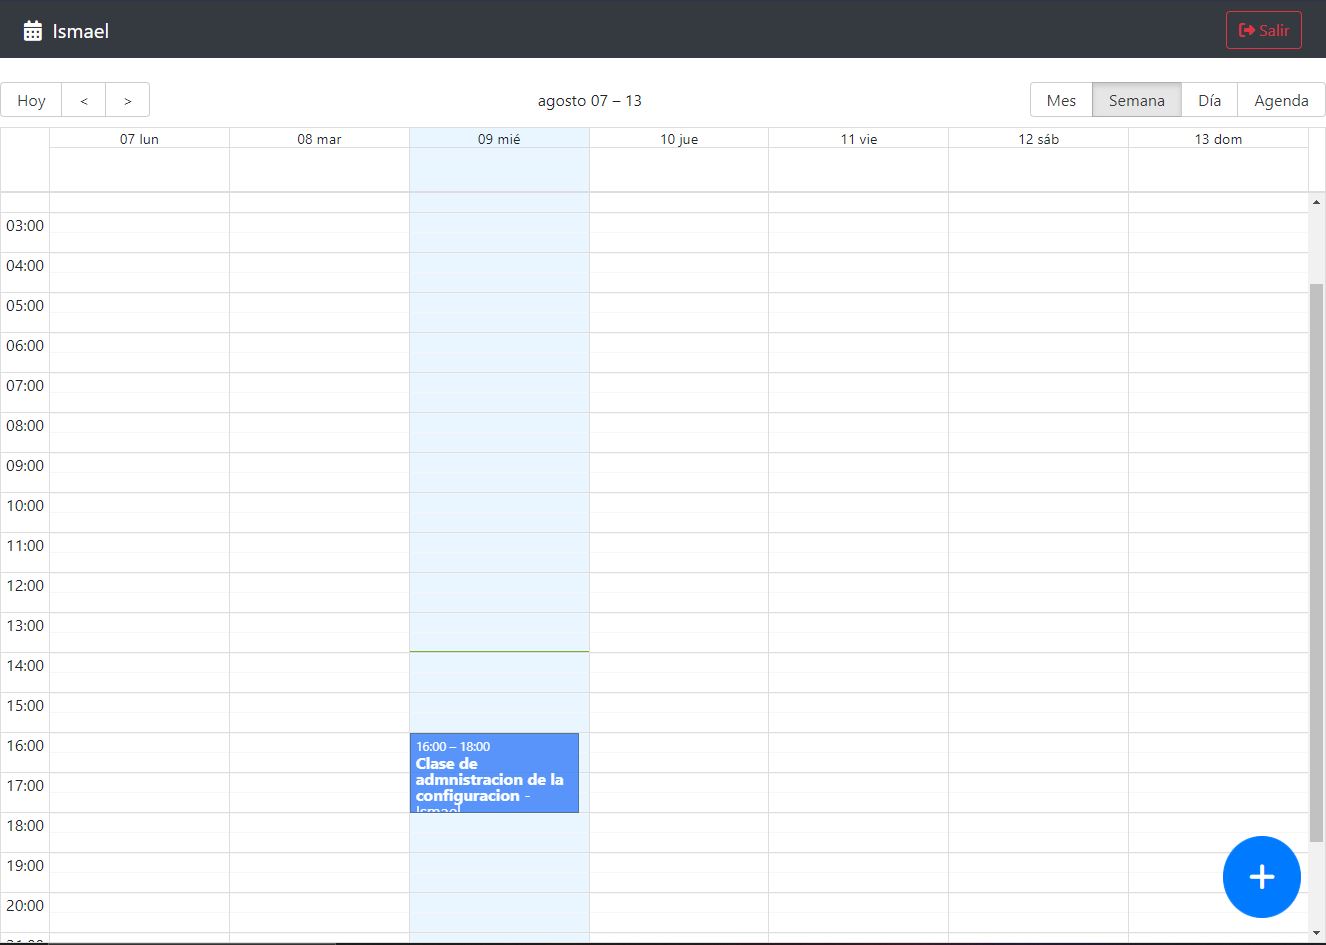 Ismael
Salir
Hoy < >
agosto 07 – 13
Mes Semana Día Agenda
07 lun 08 mar 09 mié 10 jue 11 vie 12 sáb 13 dom
03:00
04:00
05:00
06:00
07:00
08:00
09:00
10:00
11:00
12:00
13:00
14:00
15:00
16:00
16:00 – 18:00
Clase de
admnistracion de la
configuracion -
Ismael
17:00
18:00
19:00
20:00
21:00